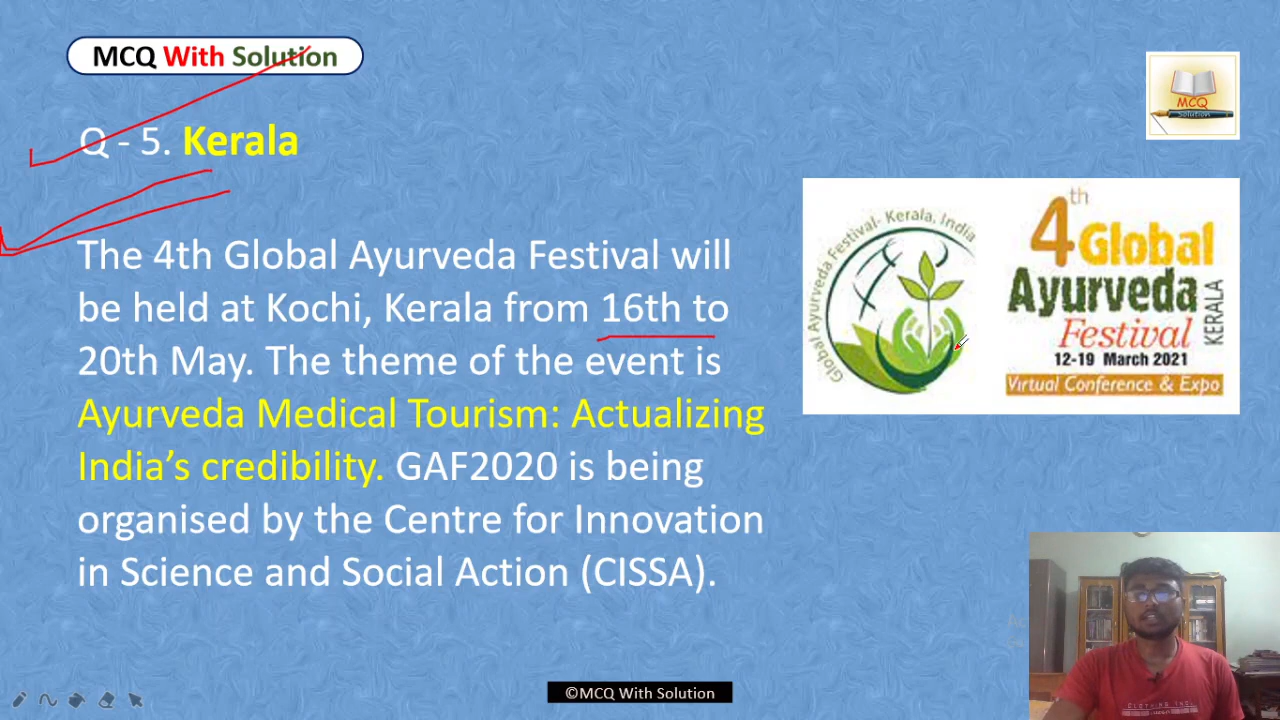 MCQ With Solution
MCQ
Solution
Q - 5. Kerala
The 4th Global Ayurveda Festival will
be held at Kochi, Kerala from 16th to
20th May. The theme of the event is
Ayurveda Medical Tourism: Actualizing
India’s credibility. GAF2020 is being
organised by the Centre for Innovation
in Science and Social Action (CISSA).
Global Ayurveda Festival- Kerala, India
4th
Global
Ayurveda
Festival
KERALA
12-19 March 2021
Virtual Conference & Expo
©MCQ With Solution